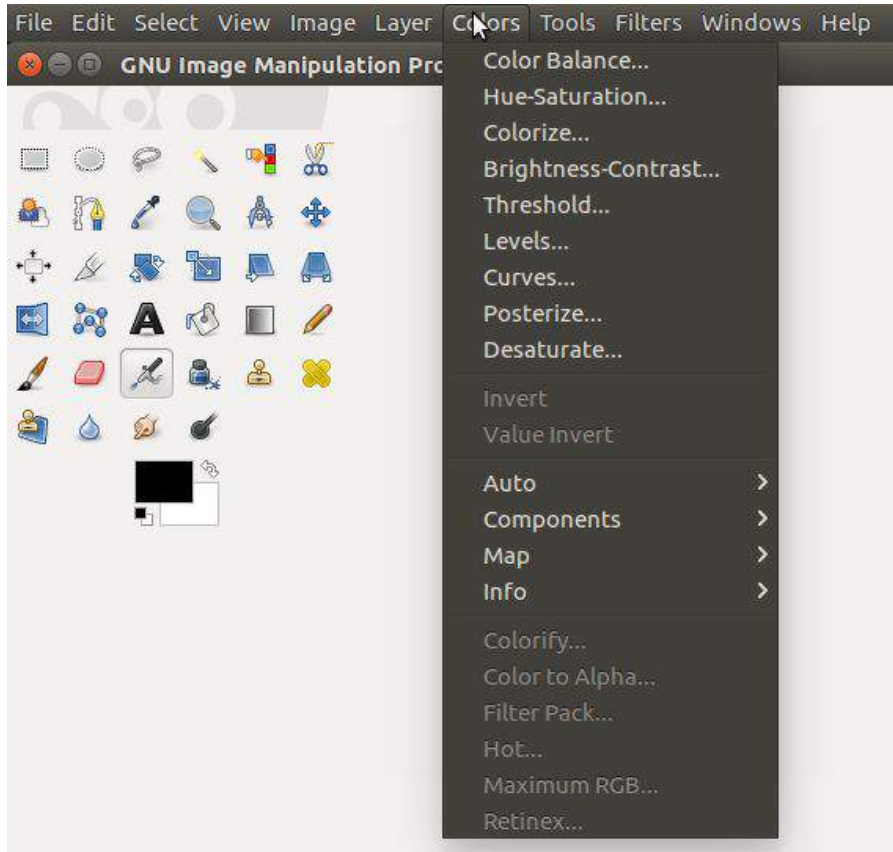 File Edit Select View Image Layer Colors Tools Filters Windows Help
GNU Image Manipulation Pro
Color Balance...
Hue-Saturation...
Colorize...
Brightness-Contrast...
Threshold...
Levels...
Curves...
Posterize...
Desaturate...
Invert
Value Invert
Auto
Components
Map
Info
Colorify...
Color to Alpha...
Filter Pack...
Hot...
Maximum RGB...
Retinex...